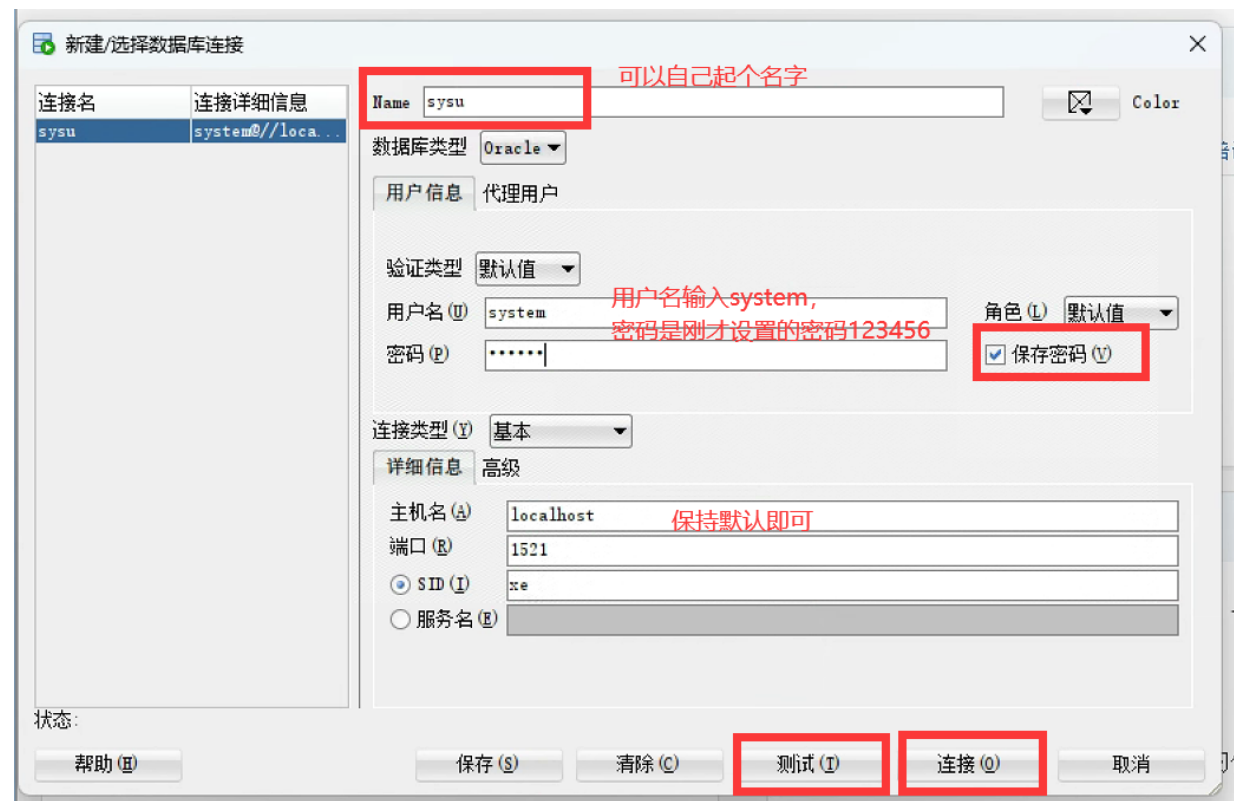 新建/选择数据库连接
连接名 连接详细信息
sysu system@//loca...
可以自己起个名字
Name sysu
Color
数据库类型 Oracle
用户信息 代理用户
验证类型 默认值
用户名(U) system
用户名输入system,
角色(L) 默认值
密码是刚才设置的密码123456
密码(P) ······
保存密码(V)
连接类型(Y) 基本
详细信息 高级
主机名(A) localhost
保持默认即可
端口(R) 1521
SID(I) xe
服务名(E)
状态:
帮助(H) 保存(S) 清除(C) 测试(T) 连接(O) 取消